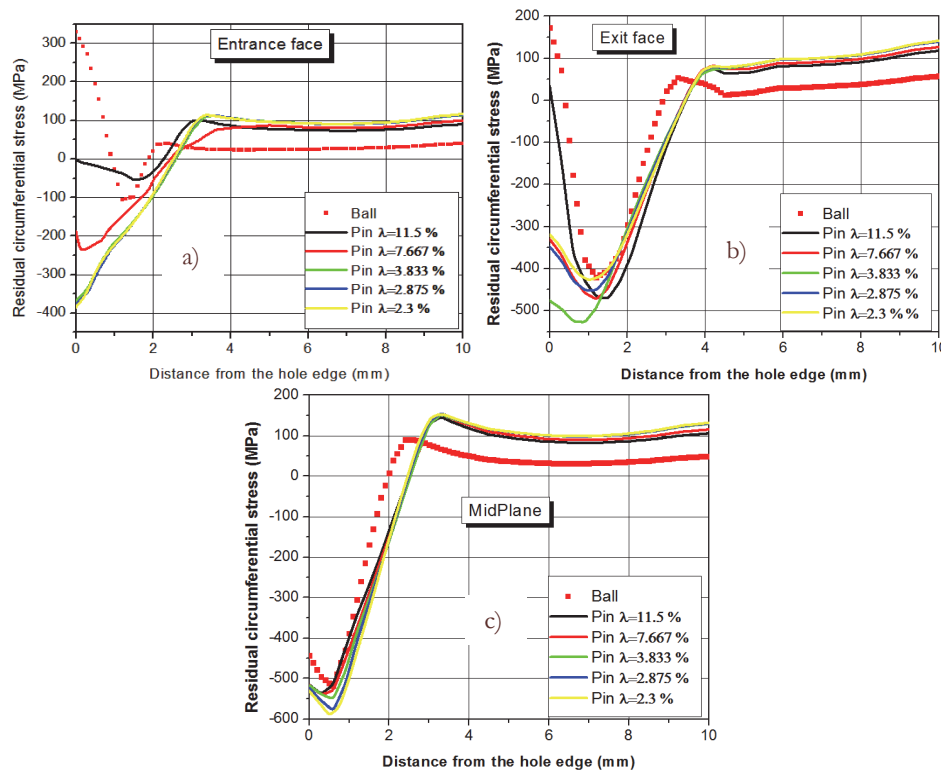 Residual circumferential stress (MPa)
400
300
200
100
0
-100
-200
-300
-400
Entrance face
a)
Ball
Pin λ=11.5 %
Pin λ=7.667 %
Pin λ=3.833 %
Pin λ=2.875 %
Pin λ=2.3 %
0 2 4 6 8 10
Distance from the hole edge (mm)
Residual circumferential stress (MPa)
200
100
0
-100
-200
-300
-400
-500
Exit face
b)
Ball
Pin λ=11.5 %
Pin λ=7.667 %
Pin λ=3.833 %
Pin λ=2.875 %
Pin λ=2.3 % %
0 2 4 6 8 10
Distance from the hole edge (mm)
Residual circumferential stress (MPa)
200
100
0
-100
-200
-300
-400
-500
-600
MidPlane
c)
Ball
Pin λ=11.5 %
Pin λ=7.667 %
Pin λ=3.833 %
Pin λ=2.875 %
Pin λ=2.3 %
0 2 4 6 8 10
Distance from the hole edge (mm)